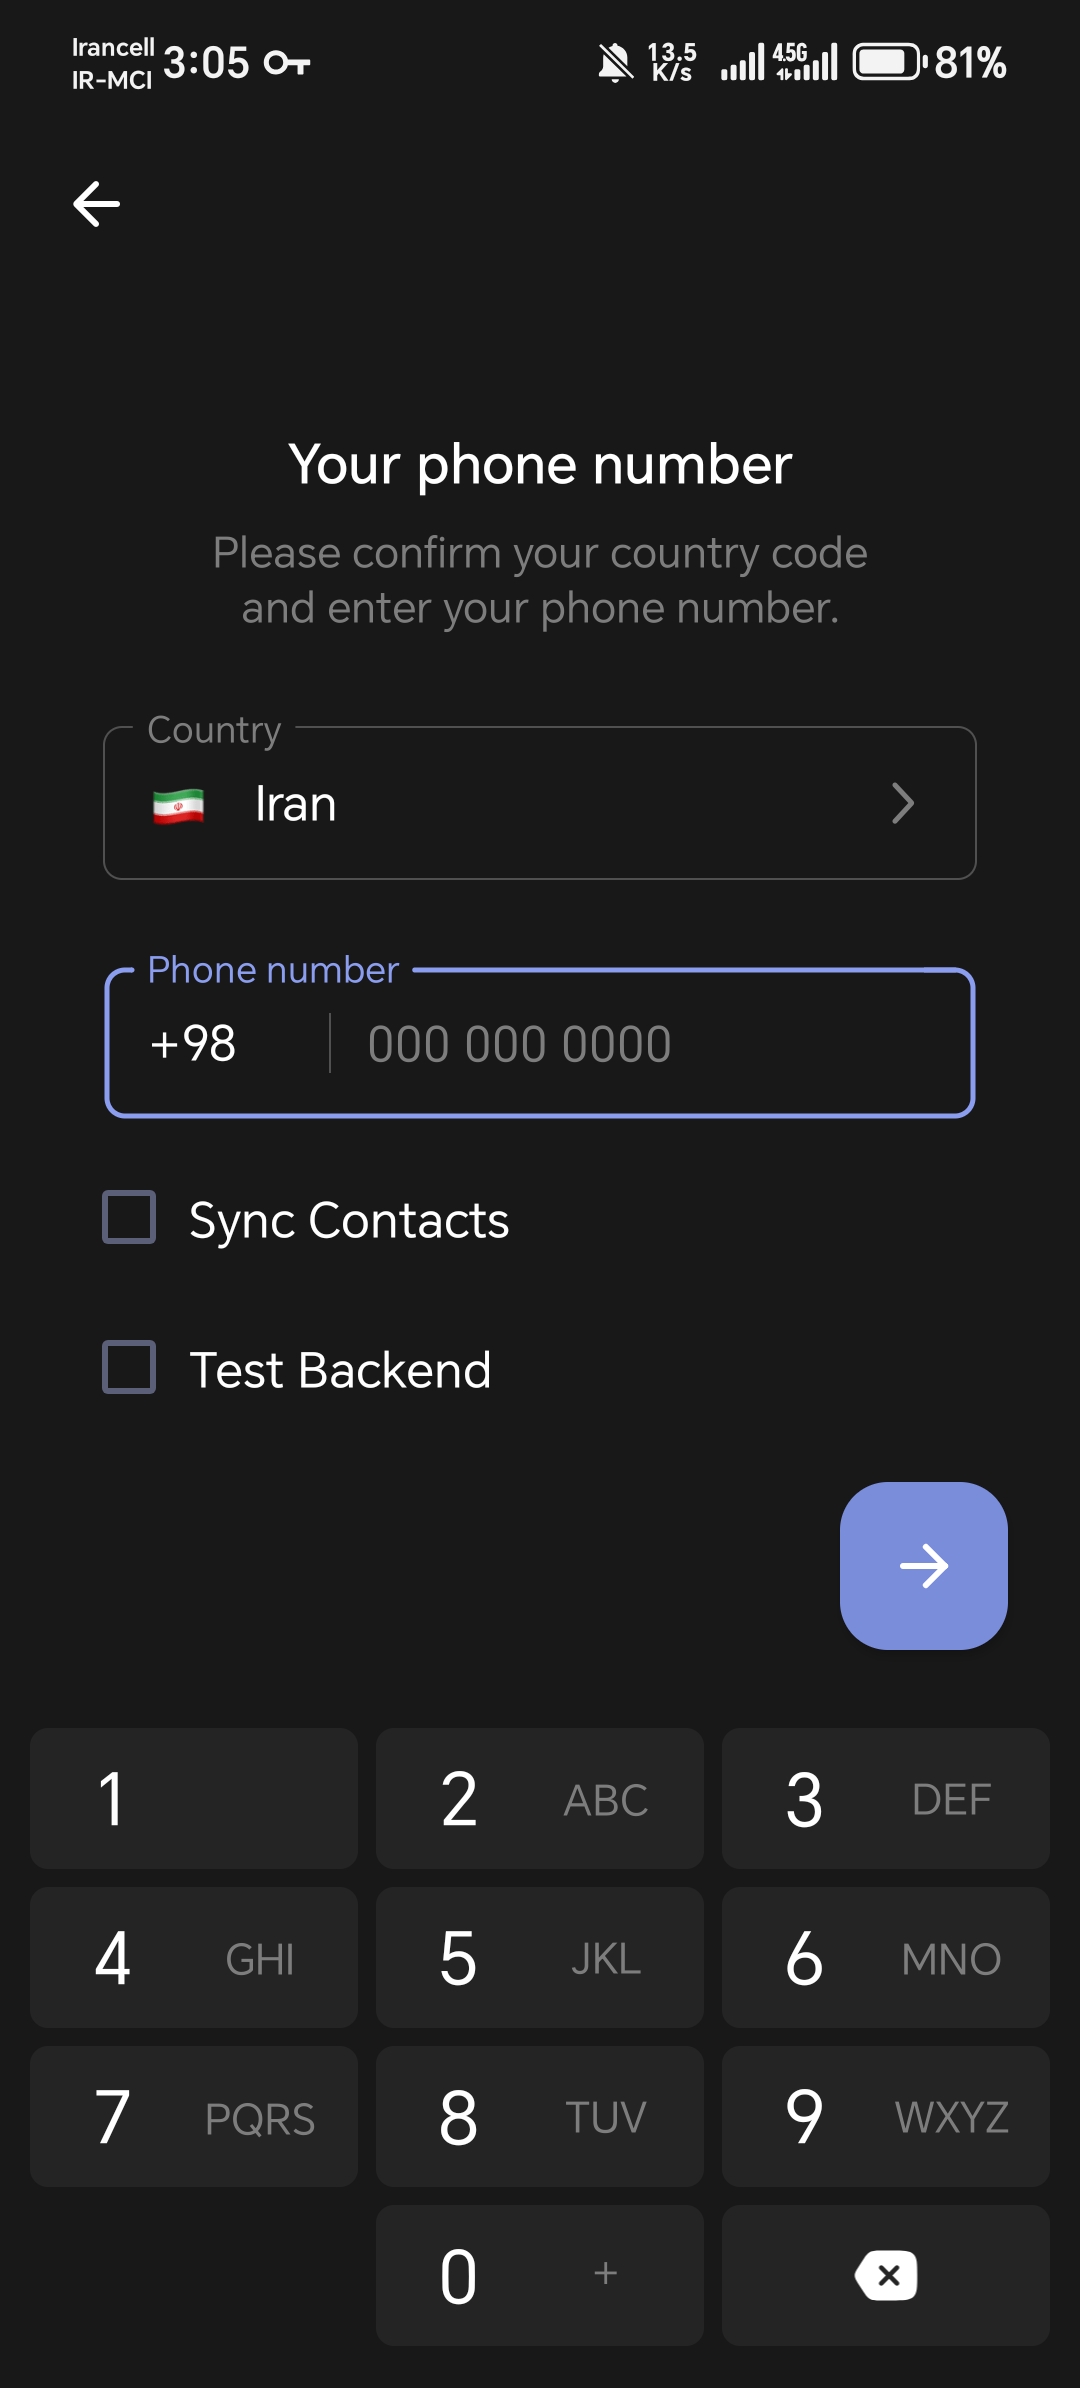 Irancell
IR-MCI
3:05
13.5
K/s
4.5G
81%
Your phone number
Please confirm your country code
and enter your phone number.
Country
Iran
Phone number
+98 000 000 0000
Sync Contacts
Test Backend
1
2 ABC
3 DEF
4 GHI
5 JKL
6 MNO
7 PQRS
8 TUV
9 WXYZ
0 +